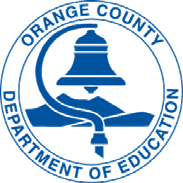 ORANGE COUNTY
DEPARTMENT OF EDUCATION